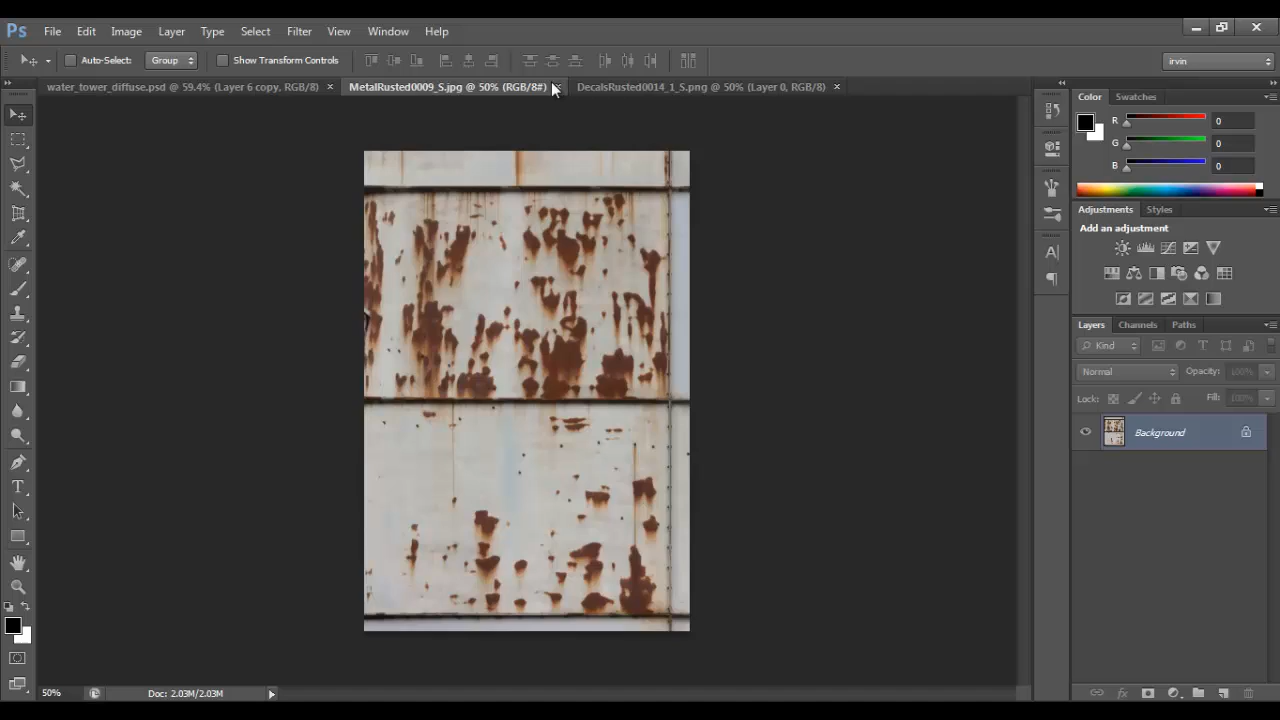 Ps File Edit Image Layer Type Select Filter View Window Help
Auto-Select: Group Show Transform Controls irvin
water_tower_diffuse.psd @ 59.4% (Layer 6 copy, RGB/8) × MetalRusted0009_S.jpg @ 50% (RGB/8#) DecalsRusted0014_1_S.png @ 50% (Layer 0, RGB/8) ×
Color Swatches
R 0
G 0
B 0
Adjustments Styles
Add an adjustment
Layers Channels Paths
Kind
Normal Opacity: 100%
Lock: Fill: 100%
Background
50% Doc: 2.03M/2.03M